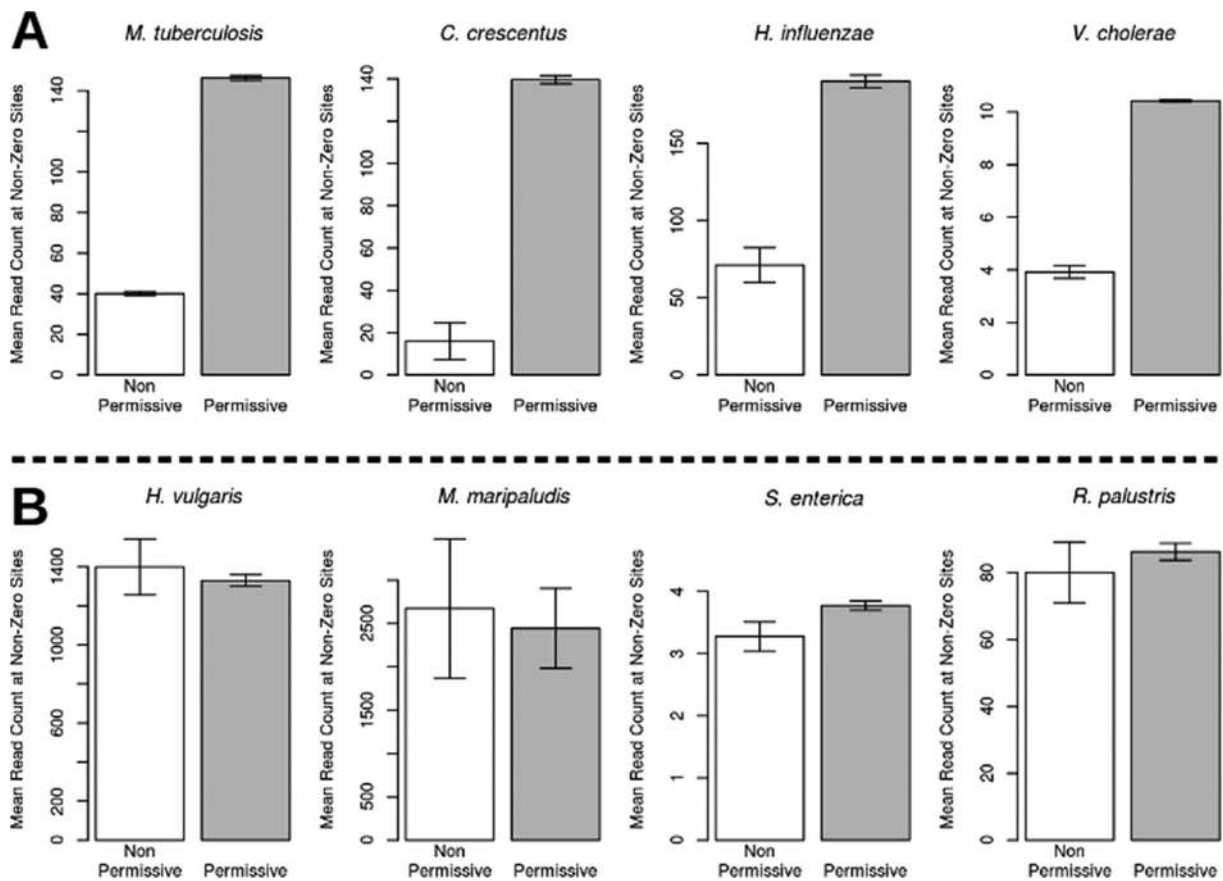 A
M. tuberculosis
C. crescentus
H. influenzae
V. cholerae
Mean Read Count at Non-Zero Sites
0
20
40
60
80
100
140
Non
Permissive
Permissive
Mean Read Count at Non-Zero Sites
0
20
40
60
80
100
140
Non
Permissive
Permissive
Mean Read Count at Non-Zero Sites
0
50
100
150
Non
Permissive
Permissive
Mean Read Count at Non-Zero Sites
0
2
4
6
8
10
Non
Permissive
Permissive
B
H. vulgaris
M. maripaludis
S. enterica
R. palustris
Mean Read Count at Non-Zero Sites
0
200
600
1000
1400
Non
Permissive
Permissive
Mean Read Count at Non-Zero Sites
0
500
1500
2500
Non
Permissive
Permissive
Mean Read Count at Non-Zero Sites
0
1
2
3
4
Non
Permissive
Permissive
Mean Read Count at Non-Zero Sites
0
20
40
60
80
Non
Permissive
Permissive